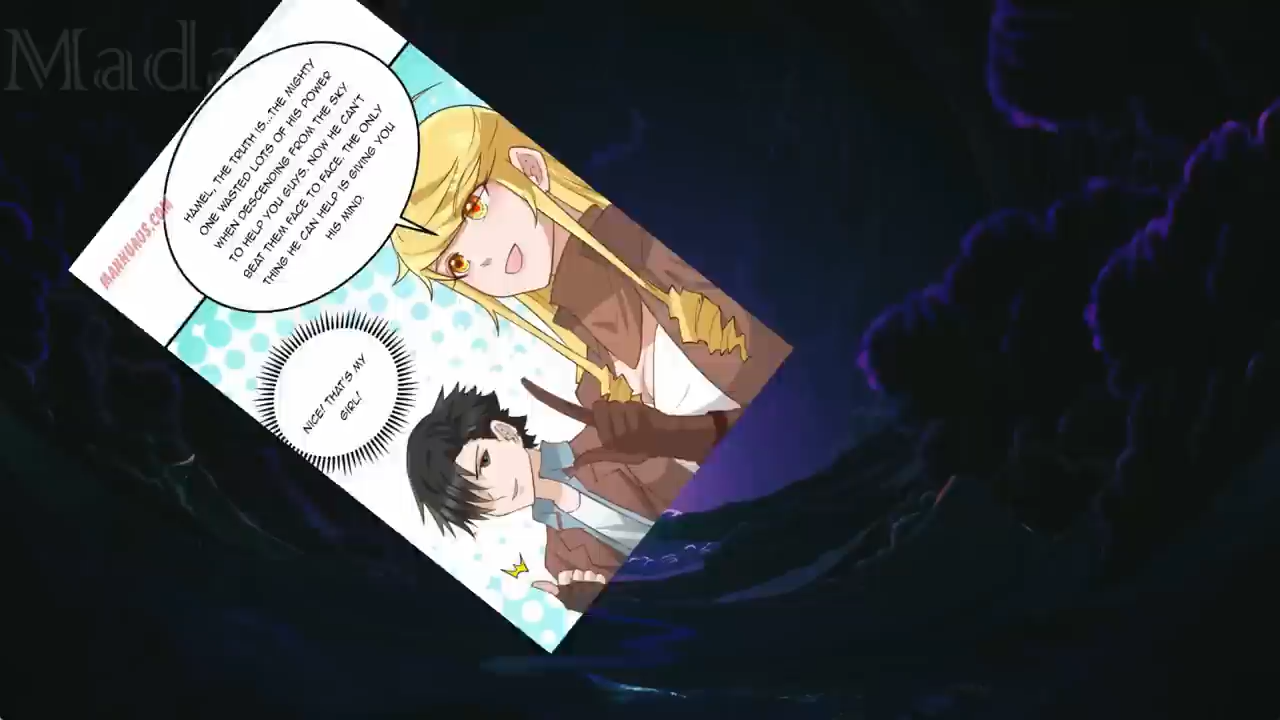 Mada
HAMEL, THE TRUTH IS...THE MIGHTY
ONE WASTED LOTS OF HIS POWER
WHEN DESCENDING FROM THE SKY
TO HELP YOU GUYS. NOW HE CAN'T
BEAT THEM FACE TO FACE. THE ONLY
THING HE CAN HELP IS GIVING YOU
HIS MIND.
MANHUAUS.COM
NICE! THAT'S MY
GIRL!